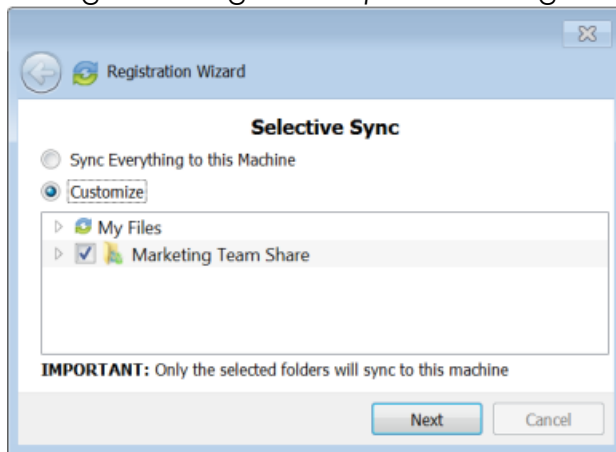 Registration Wizard
Selective Sync
Sync Everything to this Machine
Customize
My Files
Marketing Team Share
IMPORTANT: Only the selected folders will sync to this machine
Next Cancel